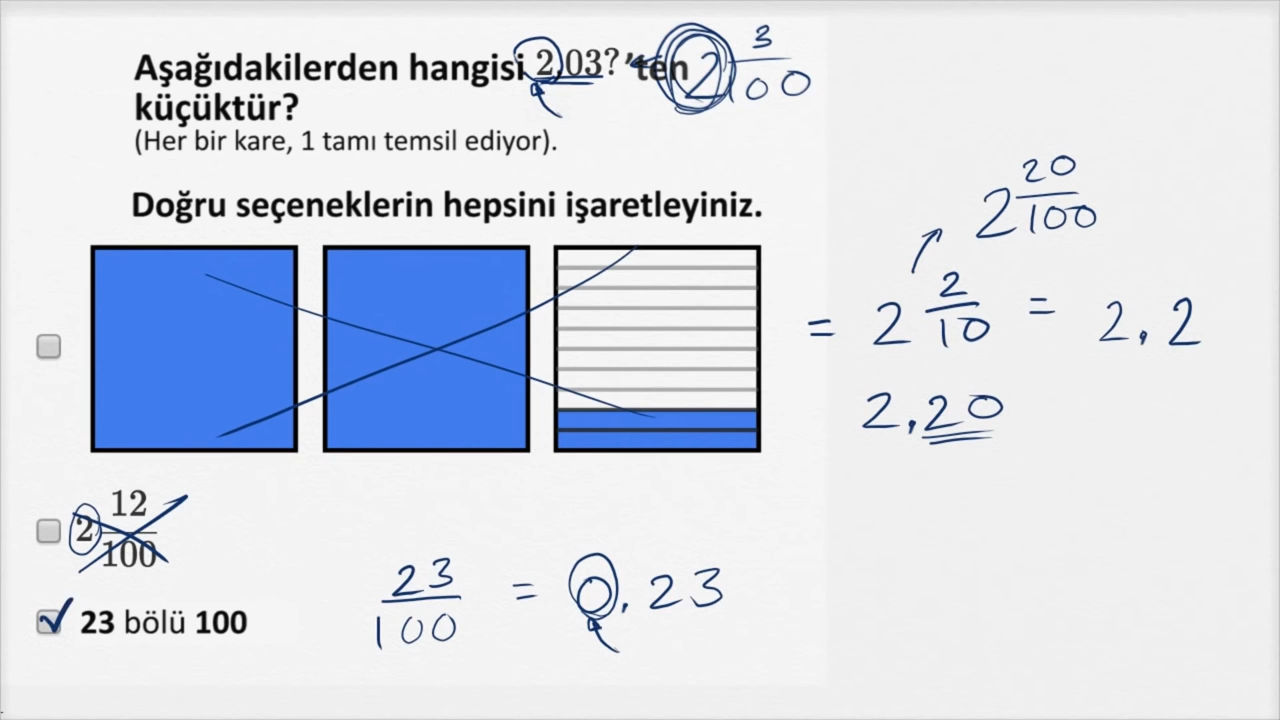 Aşağıdakilerden hangisi 2.03?'ten 2 3/100
küçüktür?
(Her bir kare, 1 tamı temsil ediyor).
Doğru seçeneklerin hepsini işaretleyiniz.
2 20/100
= 2 2/10 = 2.2
2.20
2 12/100
23 bölü 100
23/100 = 0.23